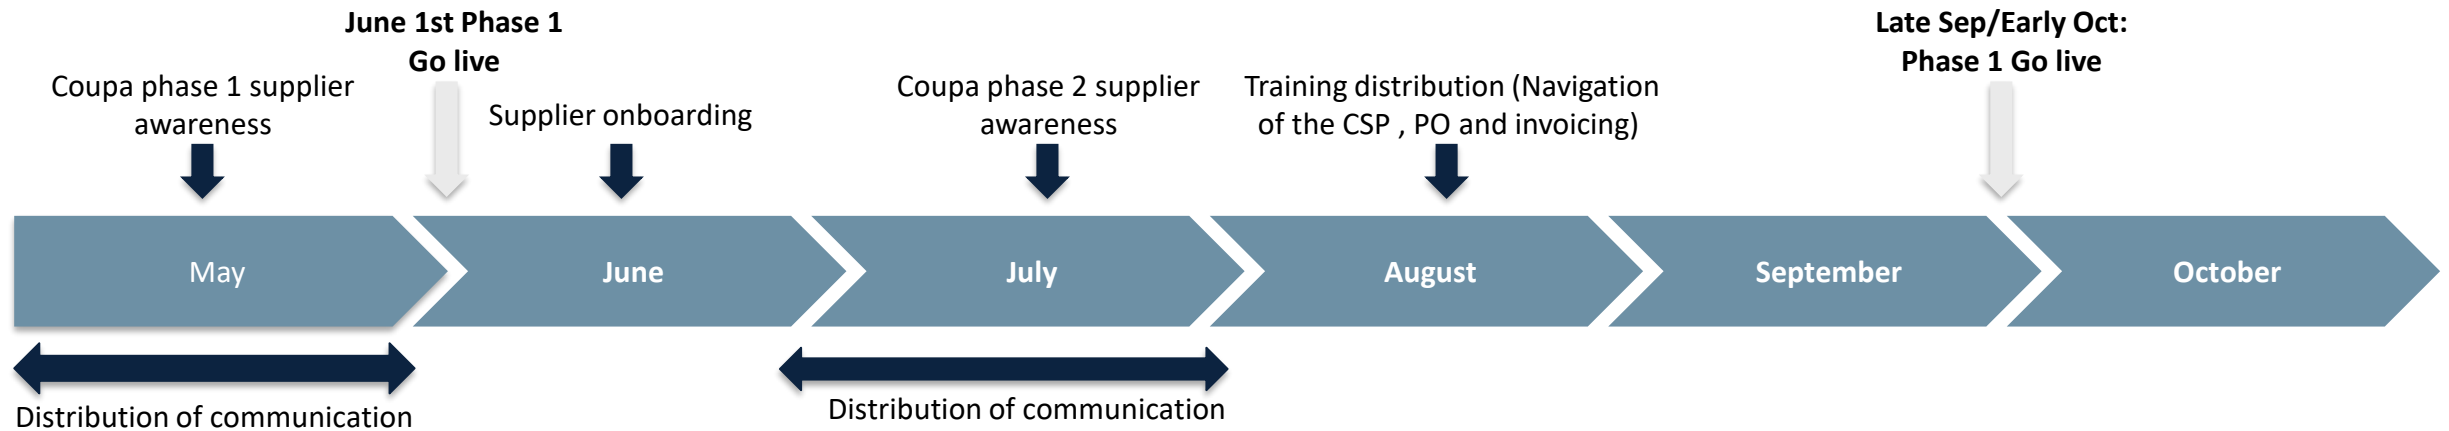 June 1st Phase 1
Go live
Late Sep/Early Oct:
Phase 1 Go live
Coupa phase 1 supplier
awareness
Supplier onboarding
Coupa phase 2 supplier
awareness
Training distribution (Navigation
of the CSP , PO and invoicing)
May
June
July
August
September
October
Distribution of communication
Distribution of communication